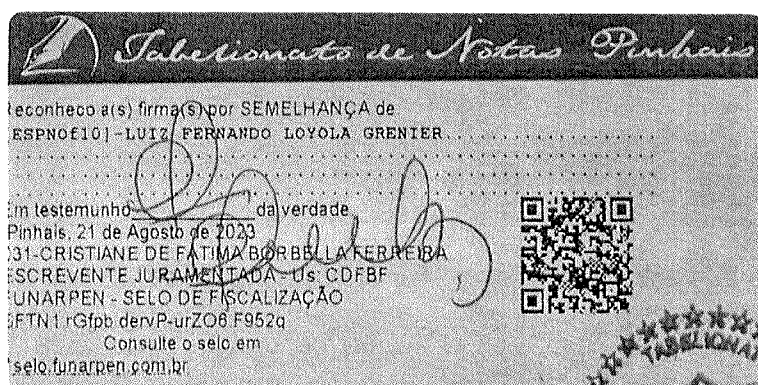 Tabelionato de Notas Pinhais
Reconheço a(s) firma(s) por SEMELHANÇA de
[ESPNOf10]-LUIZ FERNANDO LOYOLA GRENIER
Em testemunho da verdade
Pinhais, 21 de Agosto de 2023
031-CRISTIANE DE FATIMA BORBELLA FERREIRA
ESCREVENTE JURAMENTADA - Us: CDFBF
FUNARPEN - SELO DE FISCALIZAÇÃO
SFTN1.rGfpb.dervP-urZO6.F952q
Consulte o selo em
selo.funarpen.com.br